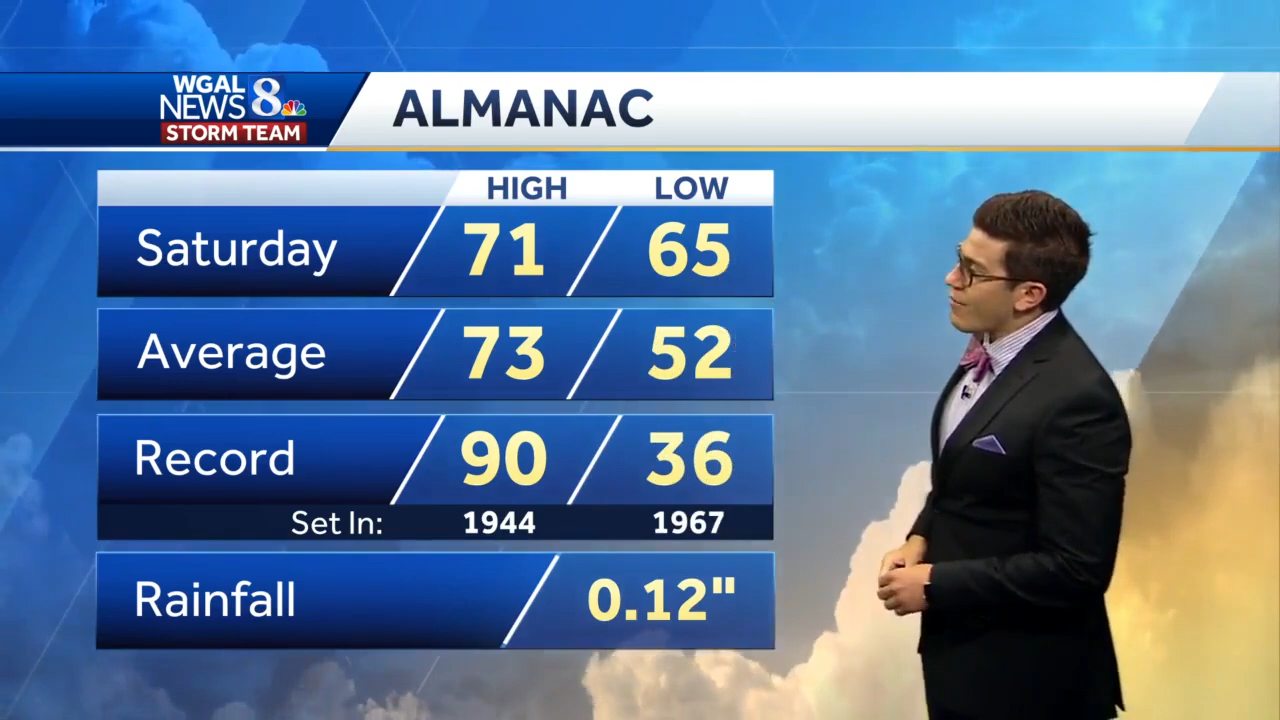 WGAL
NEWS 8
STORM TEAM
ALMANAC
HIGH LOW
Saturday 71 65
Average 73 52
Record 90 36
Set In: 1944 1967
Rainfall 0.12"